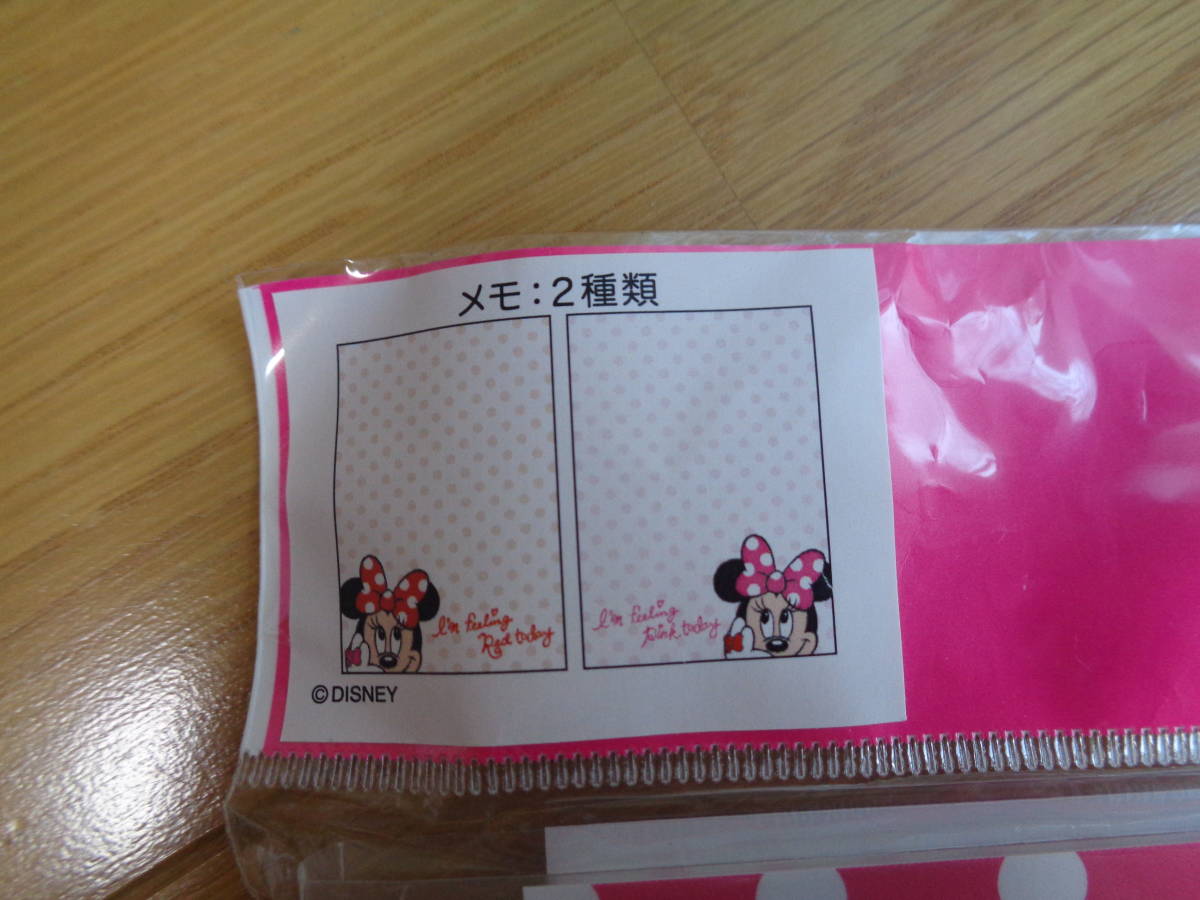 メモ：2種類
I'm feeling
Red today
I'm feeling
Pink today
©DISNEY